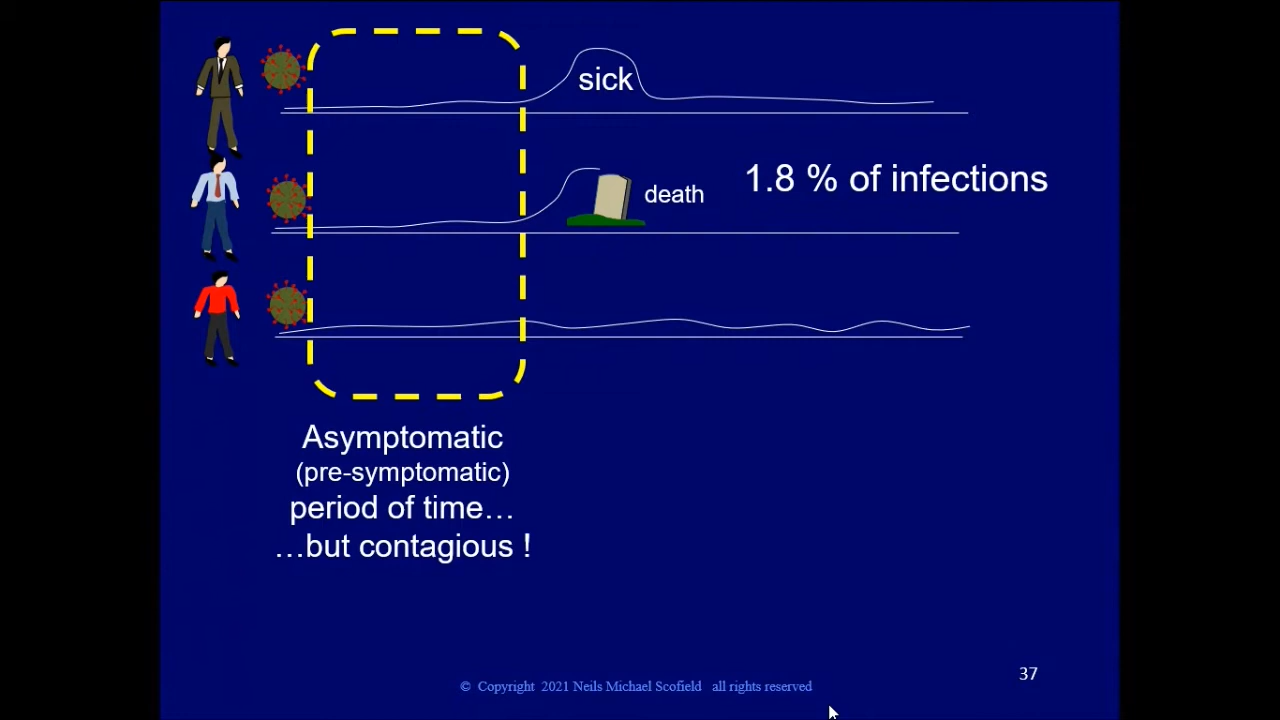 sick
death
1.8 % of infections
Asymptomatic
(pre-symptomatic)
period of time…
…but contagious !
37
© Copyright 2021 Neils Michael Scofield all rights reserved